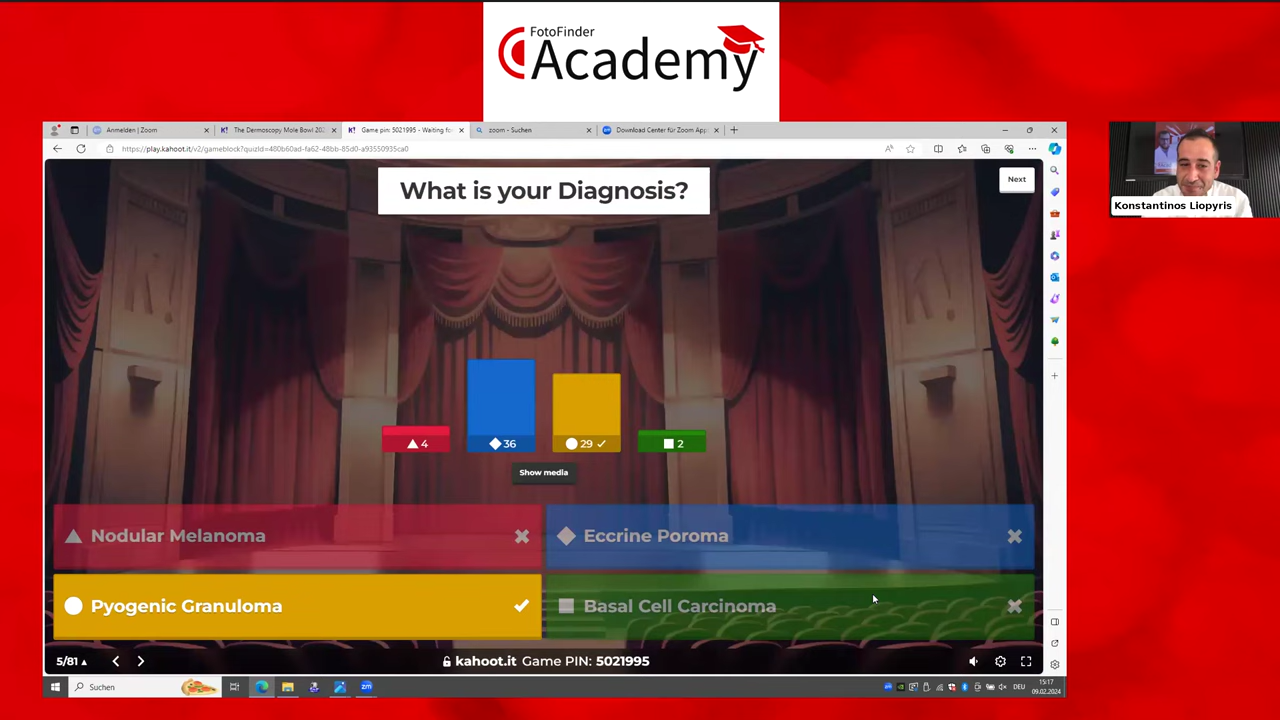 FotoFinder
Academy
Anmelden | Zoom
The Dermoscopy Mole Bowl 202
Game pin: 5021995 - Waiting fo
zoom - Suchen
Download Center für Zoom App
https://play.kahoot.it/v2/gameblock?quizId=480b60ad-fa62-48bb-85d0-a93550935ca0
What is your Diagnosis?
Next
Konstantinos Liopyris
K!
K!
4
36
29
2
Show media
Nodular Melanoma
Eccrine Poroma
Pyogenic Granuloma
Basal Cell Carcinoma
5/81
kahoot.it Game PIN: 5021995
Suchen
zm
DEU
15:17
09.02.2024